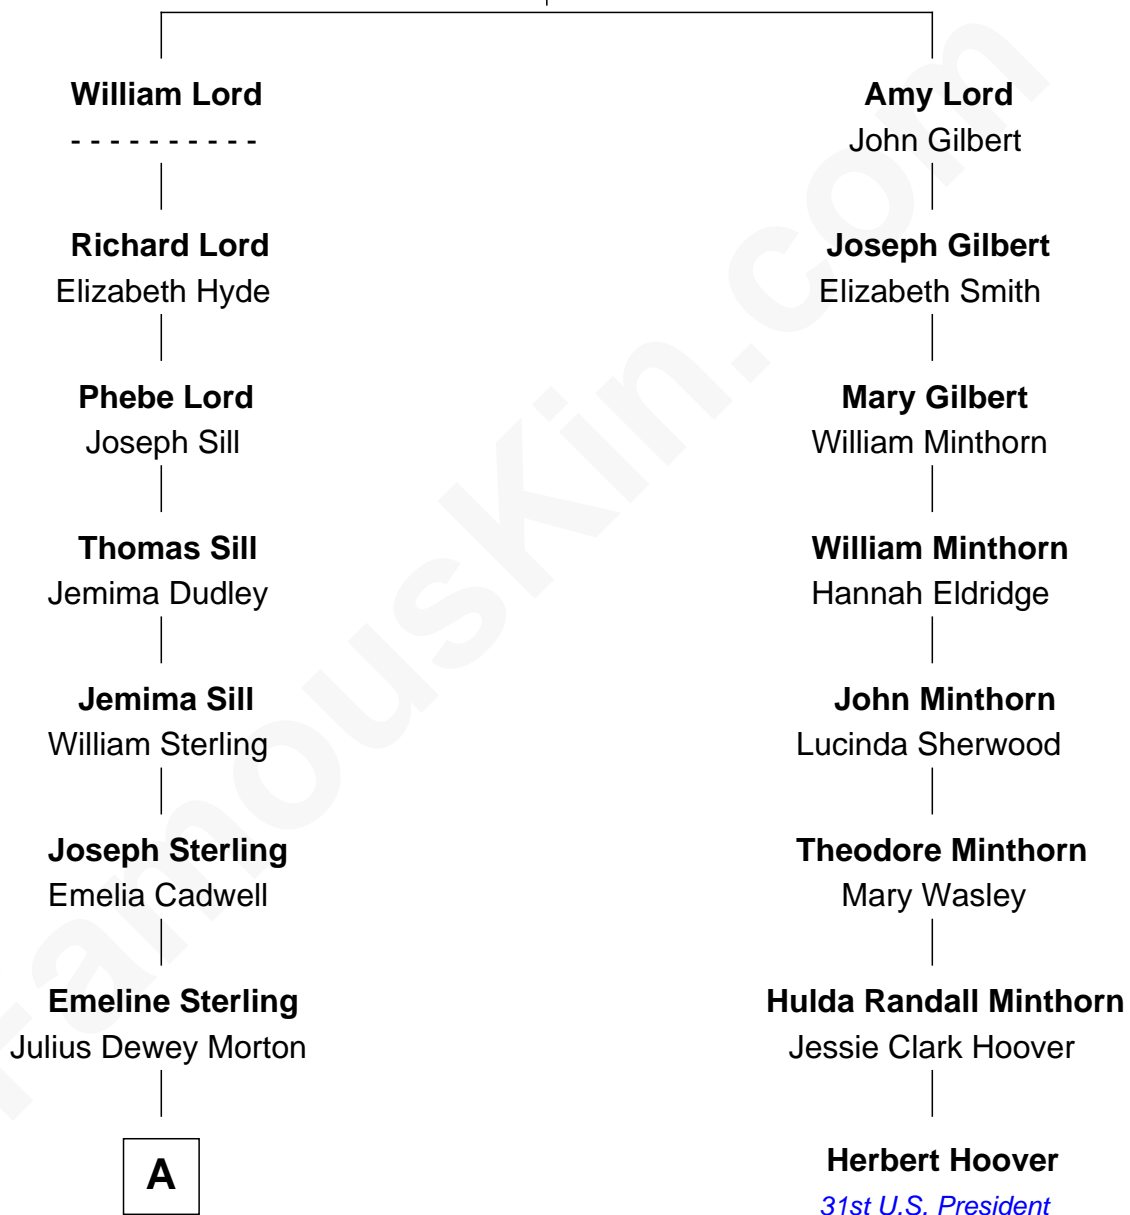 William Lord
- - - - - - - - - -
Richard Lord
Elizabeth Hyde
Phebe Lord
Joseph Sill
Thomas Sill
Jemima Dudley
Jemima Sill
William Sterling
Joseph Sterling
Emelia Cadwell
Emeline Sterling
Julius Dewey Morton
A
Amy Lord
John Gilbert
Joseph Gilbert
Elizabeth Smith
Mary Gilbert
William Minthorn
William Minthorn
Hannah Eldridge
John Minthorn
Lucinda Sherwood
Theodore Minthorn
Mary Wasley
Hulda Randall Minthorn
Jessie Clark Hoover
Herbert Hoover
31st U.S. President
FamousKin.com